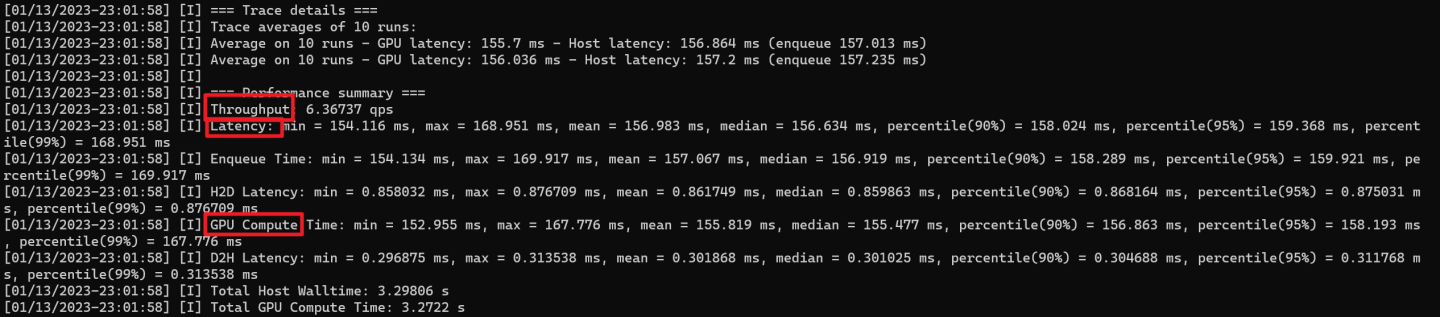 [01/13/2023-23:01:58] [I] === Trace details ===
[01/13/2023-23:01:58] [I] Trace averages of 10 runs:
[01/13/2023-23:01:58] [I] Average on 10 runs - GPU latency: 155.7 ms - Host latency: 156.864 ms (enqueue 157.013 ms)
[01/13/2023-23:01:58] [I] Average on 10 runs - GPU latency: 156.036 ms - Host latency: 157.2 ms (enqueue 157.235 ms)
[01/13/2023-23:01:58] [I]
[01/13/2023-23:01:58] [I] === Performance summary ===
[01/13/2023-23:01:58] [I] Throughput: 6.36737 qps
[01/13/2023-23:01:58] [I] Latency: min = 154.116 ms, max = 168.951 ms, mean = 156.983 ms, median = 156.634 ms, percentile(90%) = 158.024 ms, percentile(95%) = 159.368 ms, percent
ile(99%) = 168.951 ms
[01/13/2023-23:01:58] [I] Enqueue Time: min = 154.134 ms, max = 169.917 ms, mean = 157.067 ms, median = 156.919 ms, percentile(90%) = 158.289 ms, percentile(95%) = 159.921 ms, pe
rcentile(99%) = 169.917 ms
[01/13/2023-23:01:58] [I] H2D Latency: min = 0.858032 ms, max = 0.876709 ms, mean = 0.861749 ms, median = 0.859863 ms, percentile(90%) = 0.868164 ms, percentile(95%) = 0.875031 m
s, percentile(99%) = 0.876709 ms
[01/13/2023-23:01:58] [I] GPU Compute Time: min = 152.955 ms, max = 167.776 ms, mean = 155.819 ms, median = 155.477 ms, percentile(90%) = 156.863 ms, percentile(95%) = 158.193 ms
, percentile(99%) = 167.776 ms
[01/13/2023-23:01:58] [I] D2H Latency: min = 0.296875 ms, max = 0.313538 ms, mean = 0.301868 ms, median = 0.301025 ms, percentile(90%) = 0.304688 ms, percentile(95%) = 0.311768 m
s, percentile(99%) = 0.313538 ms
[01/13/2023-23:01:58] [I] Total Host Walltime: 3.29806 s
[01/13/2023-23:01:58] [I] Total GPU Compute Time: 3.2722 s